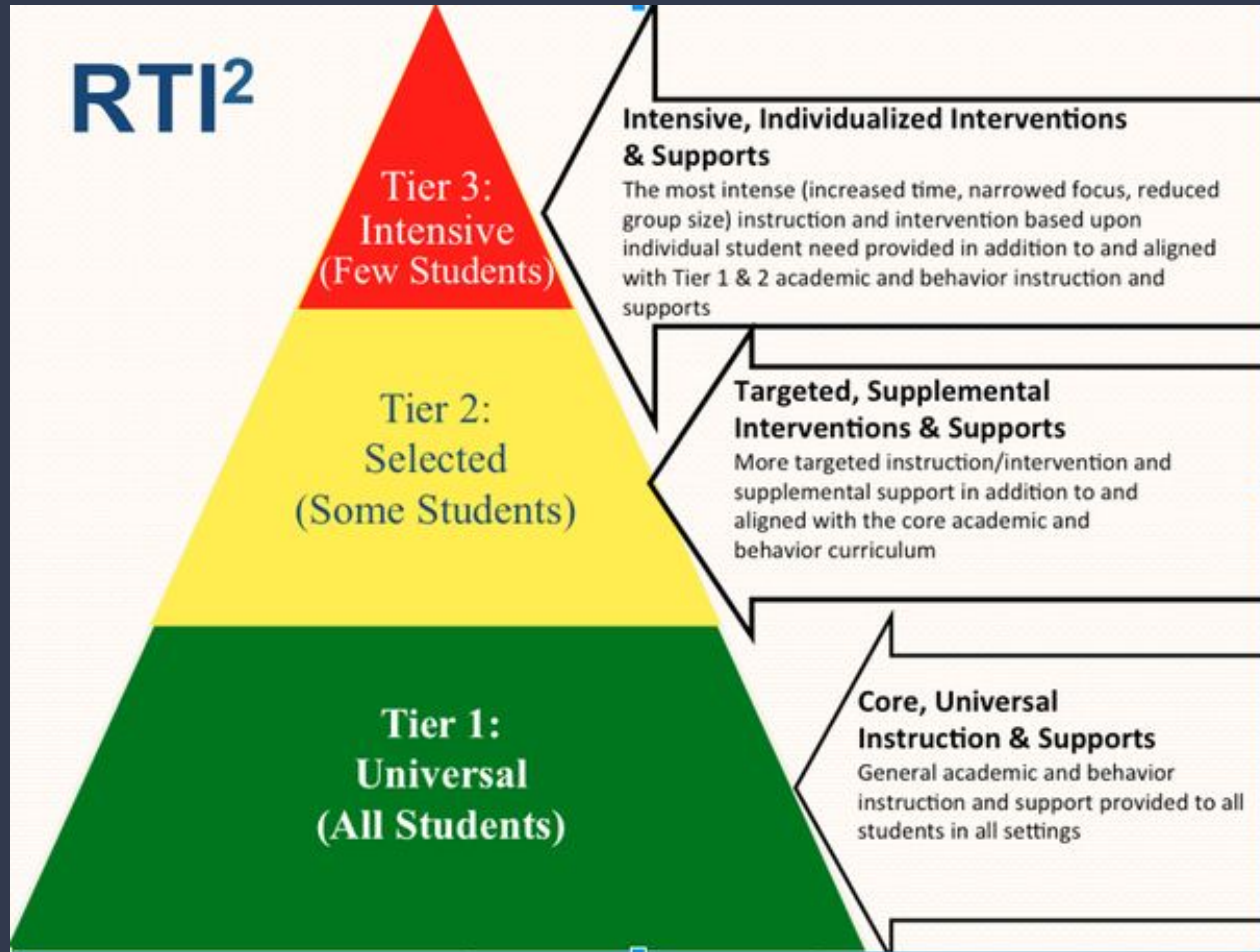 RTI²
Tier 3:
Intensive
(Few Students)
Intensive, Individualized Interventions
& Supports
The most intense (increased time, narrowed focus, reduced
group size) instruction and intervention based upon
individual student need provided in addition to and aligned
with Tier 1 & 2 academic and behavior instruction and
supports
Tier 2:
Selected
(Some Students)
Targeted, Supplemental
Interventions & Supports
More targeted instruction/intervention and
supplemental support in addition to and
aligned with the core academic and
behavior curriculum
Tier 1:
Universal
(All Students)
Core, Universal
Instruction & Supports
General academic and behavior
instruction and support provided to all
students in all settings